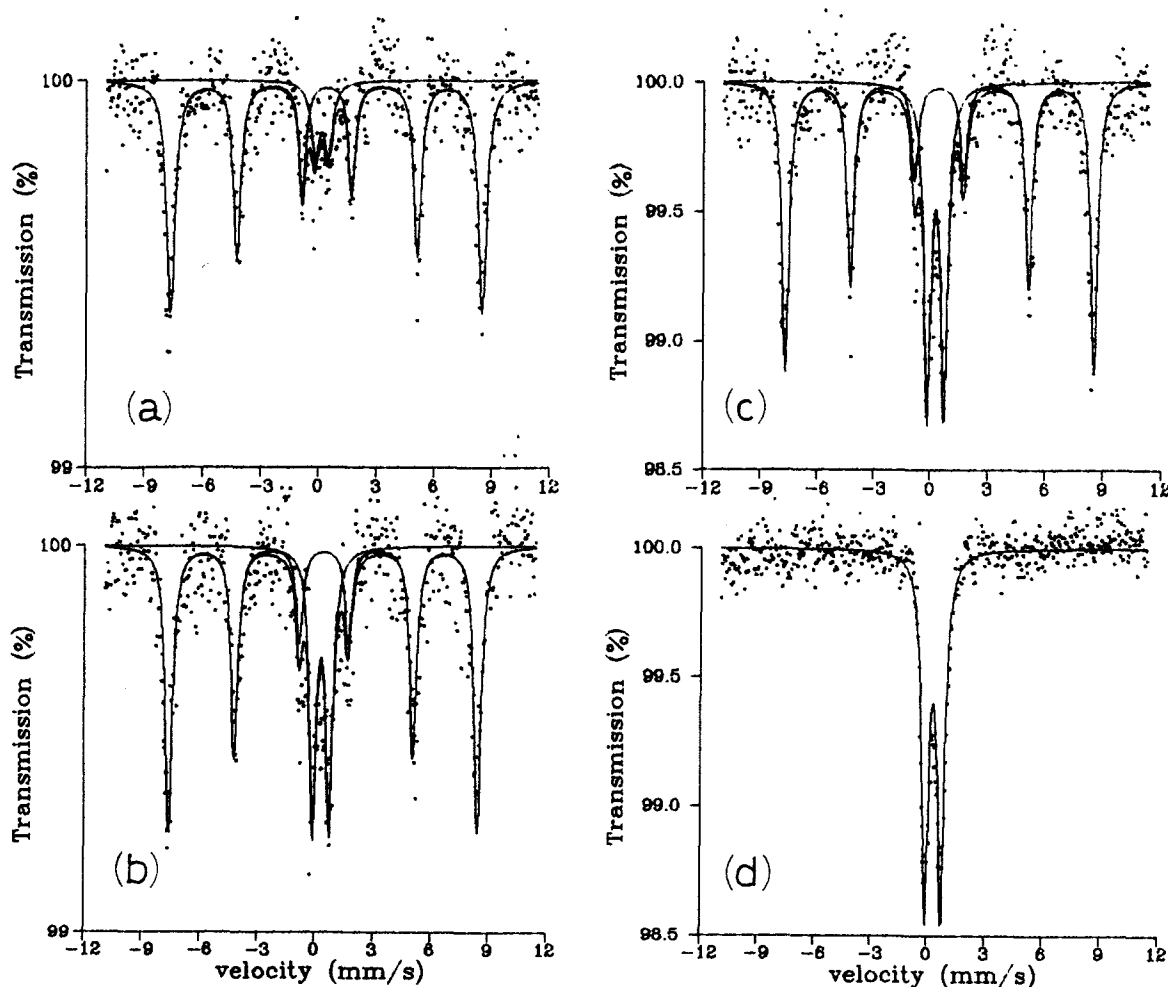 100
Transmission (%)
(a)
99
-12 -9 -6 -3 0 3 6 9 12
100.0
99.5
Transmission (%)
99.0
(c)
98.5
-12 -9 -6 -3 0 3 6 9 12
100
Transmission (%)
(b)
99
-12 -9 -6 -3 0 3 6 9 12
velocity (mm/s)
100.0
99.5
Transmission (%)
99.0
(d)
98.5
-12 -9 -6 -3 0 3 6 9 12
velocity (mm/s)